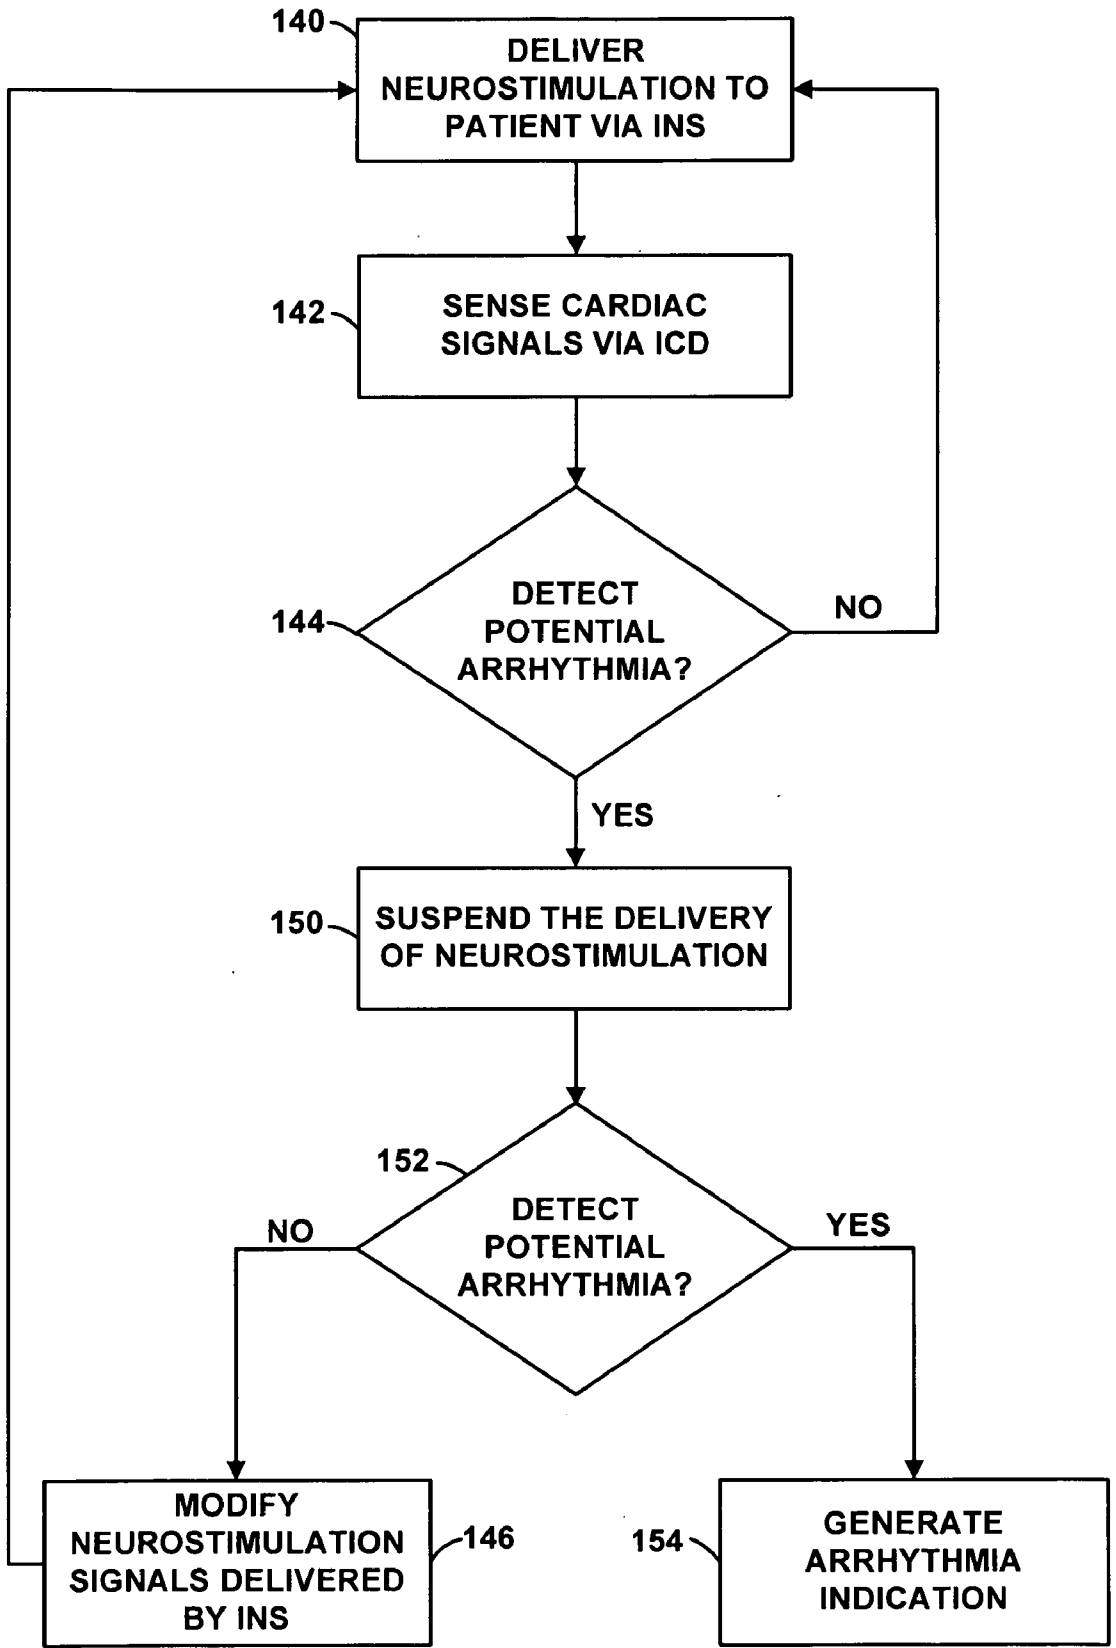 140
DELIVER
NEUROSTIMULATION TO
PATIENT VIA INS
142
SENSE CARDIAC
SIGNALS VIA ICD
144
DETECT
POTENTIAL
ARRHYTHMIA?
NO
YES
150
SUSPEND THE DELIVERY
OF NEUROSTIMULATION
152
DETECT
POTENTIAL
ARRHYTHMIA?
NO
YES
MODIFY
NEUROSTIMULATION
SIGNALS DELIVERED
BY INS
146
154
GENERATE
ARRHYTHMIA
INDICATION